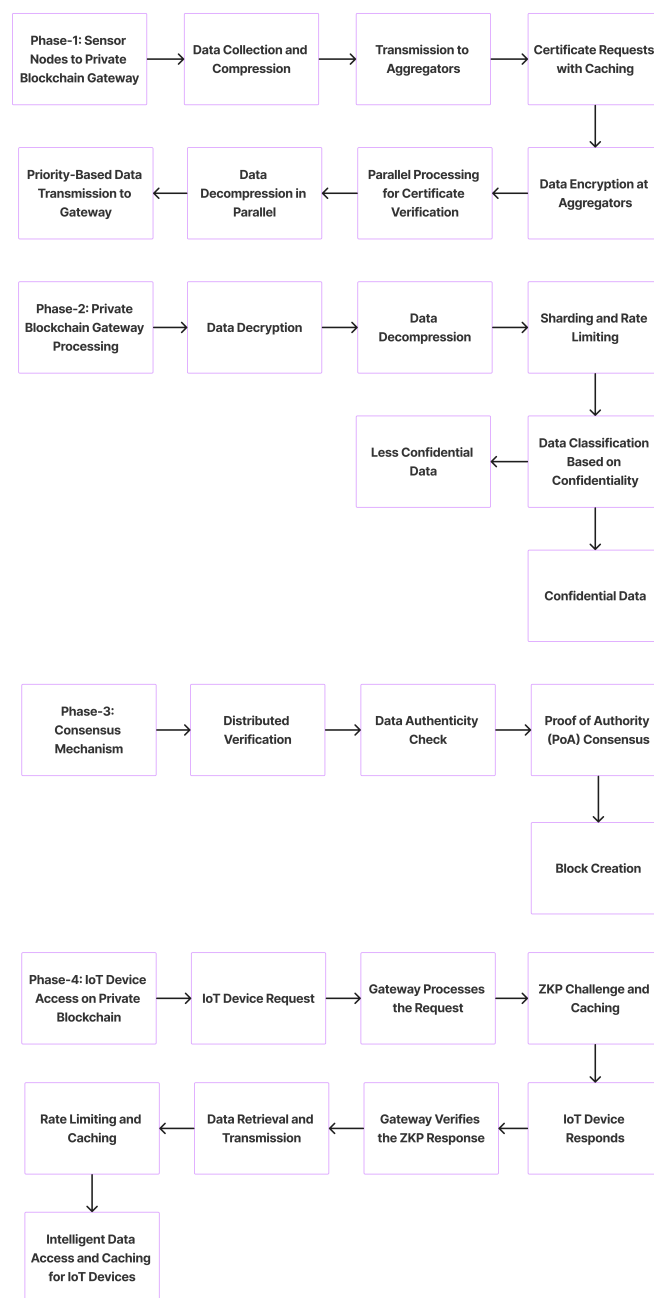 Phase-1: Sensor
Nodes to Private
Blockchain Gateway
Data Collection and
Compression
Transmission to
Aggregators
Certificate Requests
with Caching
Priority-Based Data
Transmission to
Gateway
Data
Decompression in
Parallel
Parallel Processing
for Certificate
Verification
Data Encryption at
Aggregators
Phase-2: Private
Blockchain Gateway
Processing
Data Decryption
Data
Decompression
Sharding and Rate
Limiting
Less Confidential
Data
Data Classification
Based on
Confidentiality
Confidential Data
Phase-3:
Consensus
Mechanism
Distributed
Verification
Data Authenticity
Check
Proof of Authority
(PoA) Consensus
Block Creation
Phase-4: IoT Device
Access on Private
Blockchain
IoT Device Request
Gateway Processes
the Request
ZKP Challenge and
Caching
Rate Limiting and
Caching
Data Retrieval and
Transmission
Gateway Verifies
the ZKP Response
IoT Device
Responds
Intelligent Data
Access and Caching
for IoT Devices